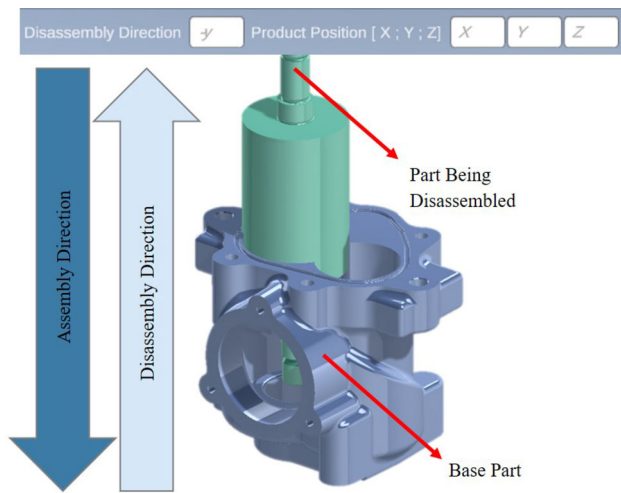 Disassembly Direction -y Product Position [ X ; Y ; Z] X Y Z
Part Being
Disassembled
Assembly Direction
Disassembly Direction
Base Part